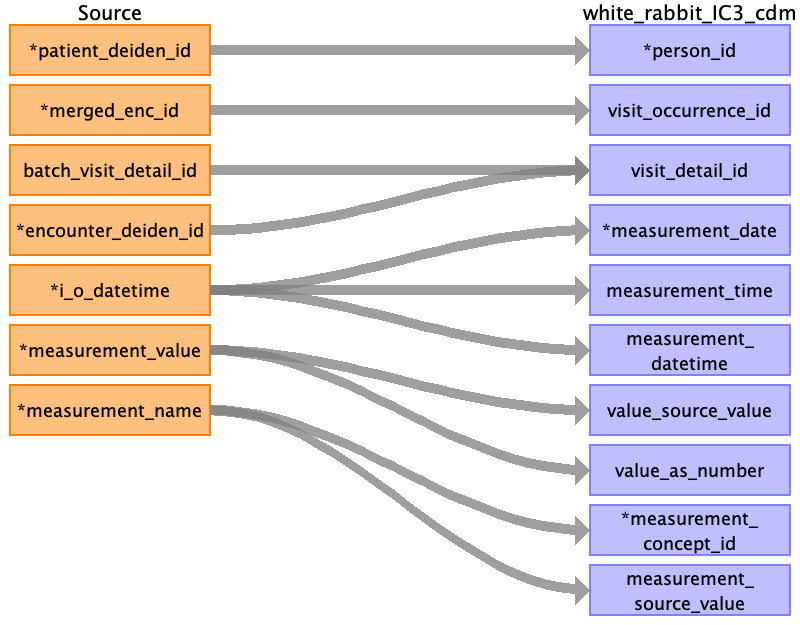 Source
white_rabbit_IC3_cdm
*patient_deiden_id
*person_id
*merged_enc_id
visit_occurrence_id
batch_visit_detail_id
visit_detail_id
*encounter_deiden_id
*measurement_date
*i_o_datetime
measurement_time
*measurement_value
measurement_
datetime
*measurement_name
value_source_value
value_as_number
*measurement_
concept_id
measurement_
source_value